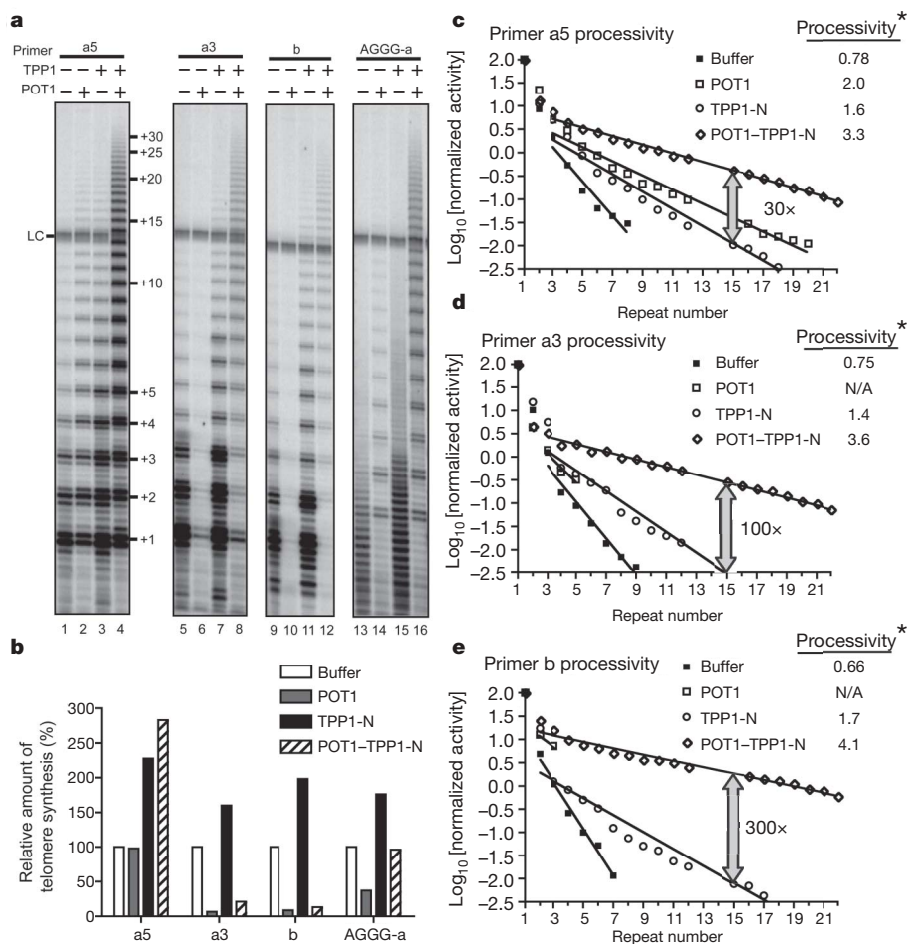 a
Primer a5 a3 b AGGG-a
TPP1 – – + + – – + + – – + + – – + +
POT1 – + – + – + – + – + – + – + – +
+30
+25
+20
+15
LC
+10
+5
+4
+3
+2
+1
1 2 3 4 5 6 7 8 9 10 11 12 13 14 15 16
b
Relative amount of telomere synthesis (%)
300
250
200
150
100
50
0
Buffer
POT1
TPP1-N
POT1–TPP1-N
a5 a3 b AGGG-a
c
Primer a5 processivity
Processivity*
Buffer 0.78
POT1 2.0
TPP1-N 1.6
POT1–TPP1-N 3.3
Log10 [normalized activity]
2.0
1.5
1.0
0.5
0.0
–0.5
–1.0
–1.5
–2.0
–2.5
30×
1 3 5 7 9 11 13 15 17 19 21
Repeat number
d
Primer a3 processivity
Processivity*
Buffer 0.75
POT1 N/A
TPP1-N 1.4
POT1–TPP1-N 3.6
Log10 [normalized activity]
2.0
1.5
1.0
0.5
0.0
–0.5
–1.0
–1.5
–2.0
–2.5
100×
1 3 5 7 9 11 13 15 17 19 21
Repeat number
e
Primer b processivity
Processivity*
Buffer 0.66
POT1 N/A
TPP1-N 1.7
POT1–TPP1-N 4.1
Log10 [normalized activity]
2.0
1.5
1.0
0.5
0.0
–0.5
–1.0
–1.5
–2.0
–2.5
300×
1 3 5 7 9 11 13 15 17 19 21
Repeat number